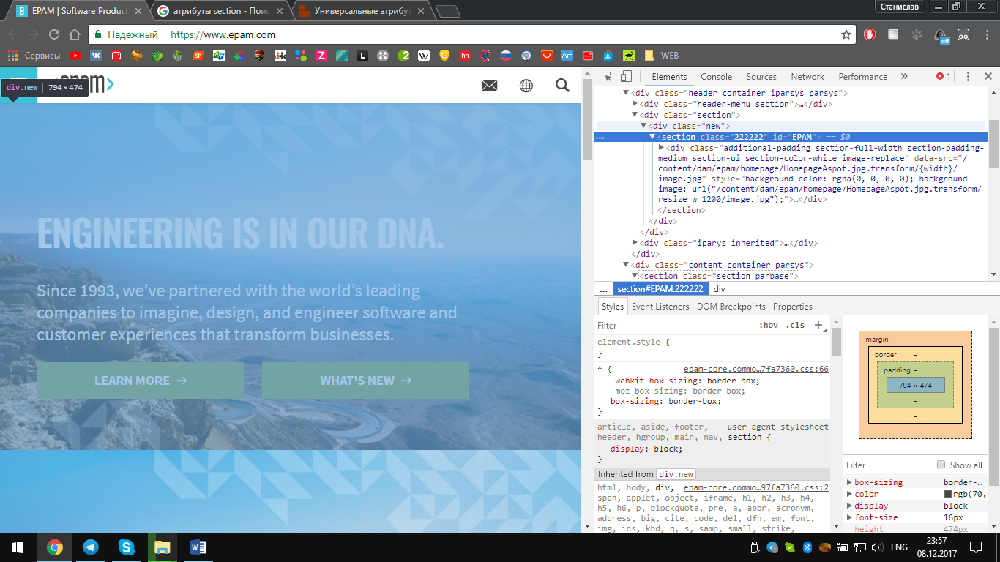 EPAM | Software Product
атрибуты section - Поис
Универсальные атрибут
Станислав
Надежный
https://www.epam.com
Сервисы
WEB
div.new | 794 × 474
epam
ENGINEERING IS IN OUR DNA.
Since 1993, we’ve partnered with the world’s leading
companies to imagine, design, and engineer software and
customer experiences that transform businesses.
LEARN MORE
WHAT'S NEW
Elements Console Sources Network Performance » 1
<div class="header_container iparsys parsys">
<div class="header-menu section">…</div>
<div class="section">
<div class="new">
<section class="222222" id="EPAM"> == $0
<div class="additional-padding section-full-width section-padding-
medium section-ui section-color-white image-replace" data-src="/
content/dam/epam/homepage/HomepageAspot.jpg.transform/{width}/
image.jpg" style="background-color: rgba(0, 0, 0, 0); background-
image: url("/content/dam/epam/homepage/HomepageAspot.jpg.transform/
resize_w_1200/image.jpg");">…</div>
</section>
</div>
</div>
<div class="iparys_inherited">…</div>
</div>
<div class="content_container parsys">
<section class="section parbase">
... section#EPAM.222222 div
Styles Event Listeners DOM Breakpoints Properties
Filter :hov .cls +
element.style {
}
* { epam-core.commo…7fa7360.css:66
-webkit-box-sizing: border-box;
-moz-box-sizing: border-box;
box-sizing: border-box;
}
article, aside, footer, user agent stylesheet
header, hgroup, main, nav, section {
display: block;
}
Inherited from div.new
html, body, div, epam-core.commo…97fa7360.css:2
span, applet, object, iframe, h1, h2, h3, h4,
h5, h6, p, blockquote, pre, a, abbr, acronym,
address, big, cite, code, del, dfn, em, font,
img, ins, kbd, q, s, samp, small, strike,
margin –
border –
padding –
– – – 794 × 474 – – –
–
–
–
Filter Show all
box-sizing border-…
color rgb(70,
display block
font-size 16px
height 474px
ENG
23:57
08.12.2017